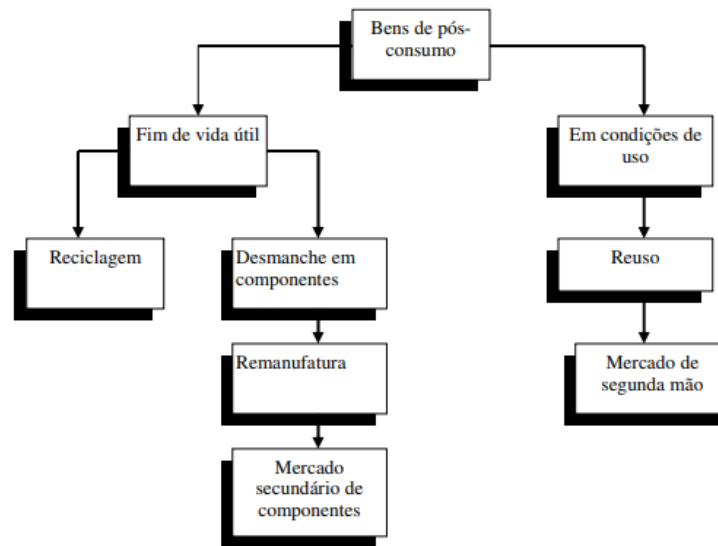 Bens de pós-
consumo
Fim de vida útil
Em condições de
uso
Reciclagem
Desmanche em
componentes
Reuso
Remanufatura
Mercado de
segunda mão
Mercado
secundário de
componentes